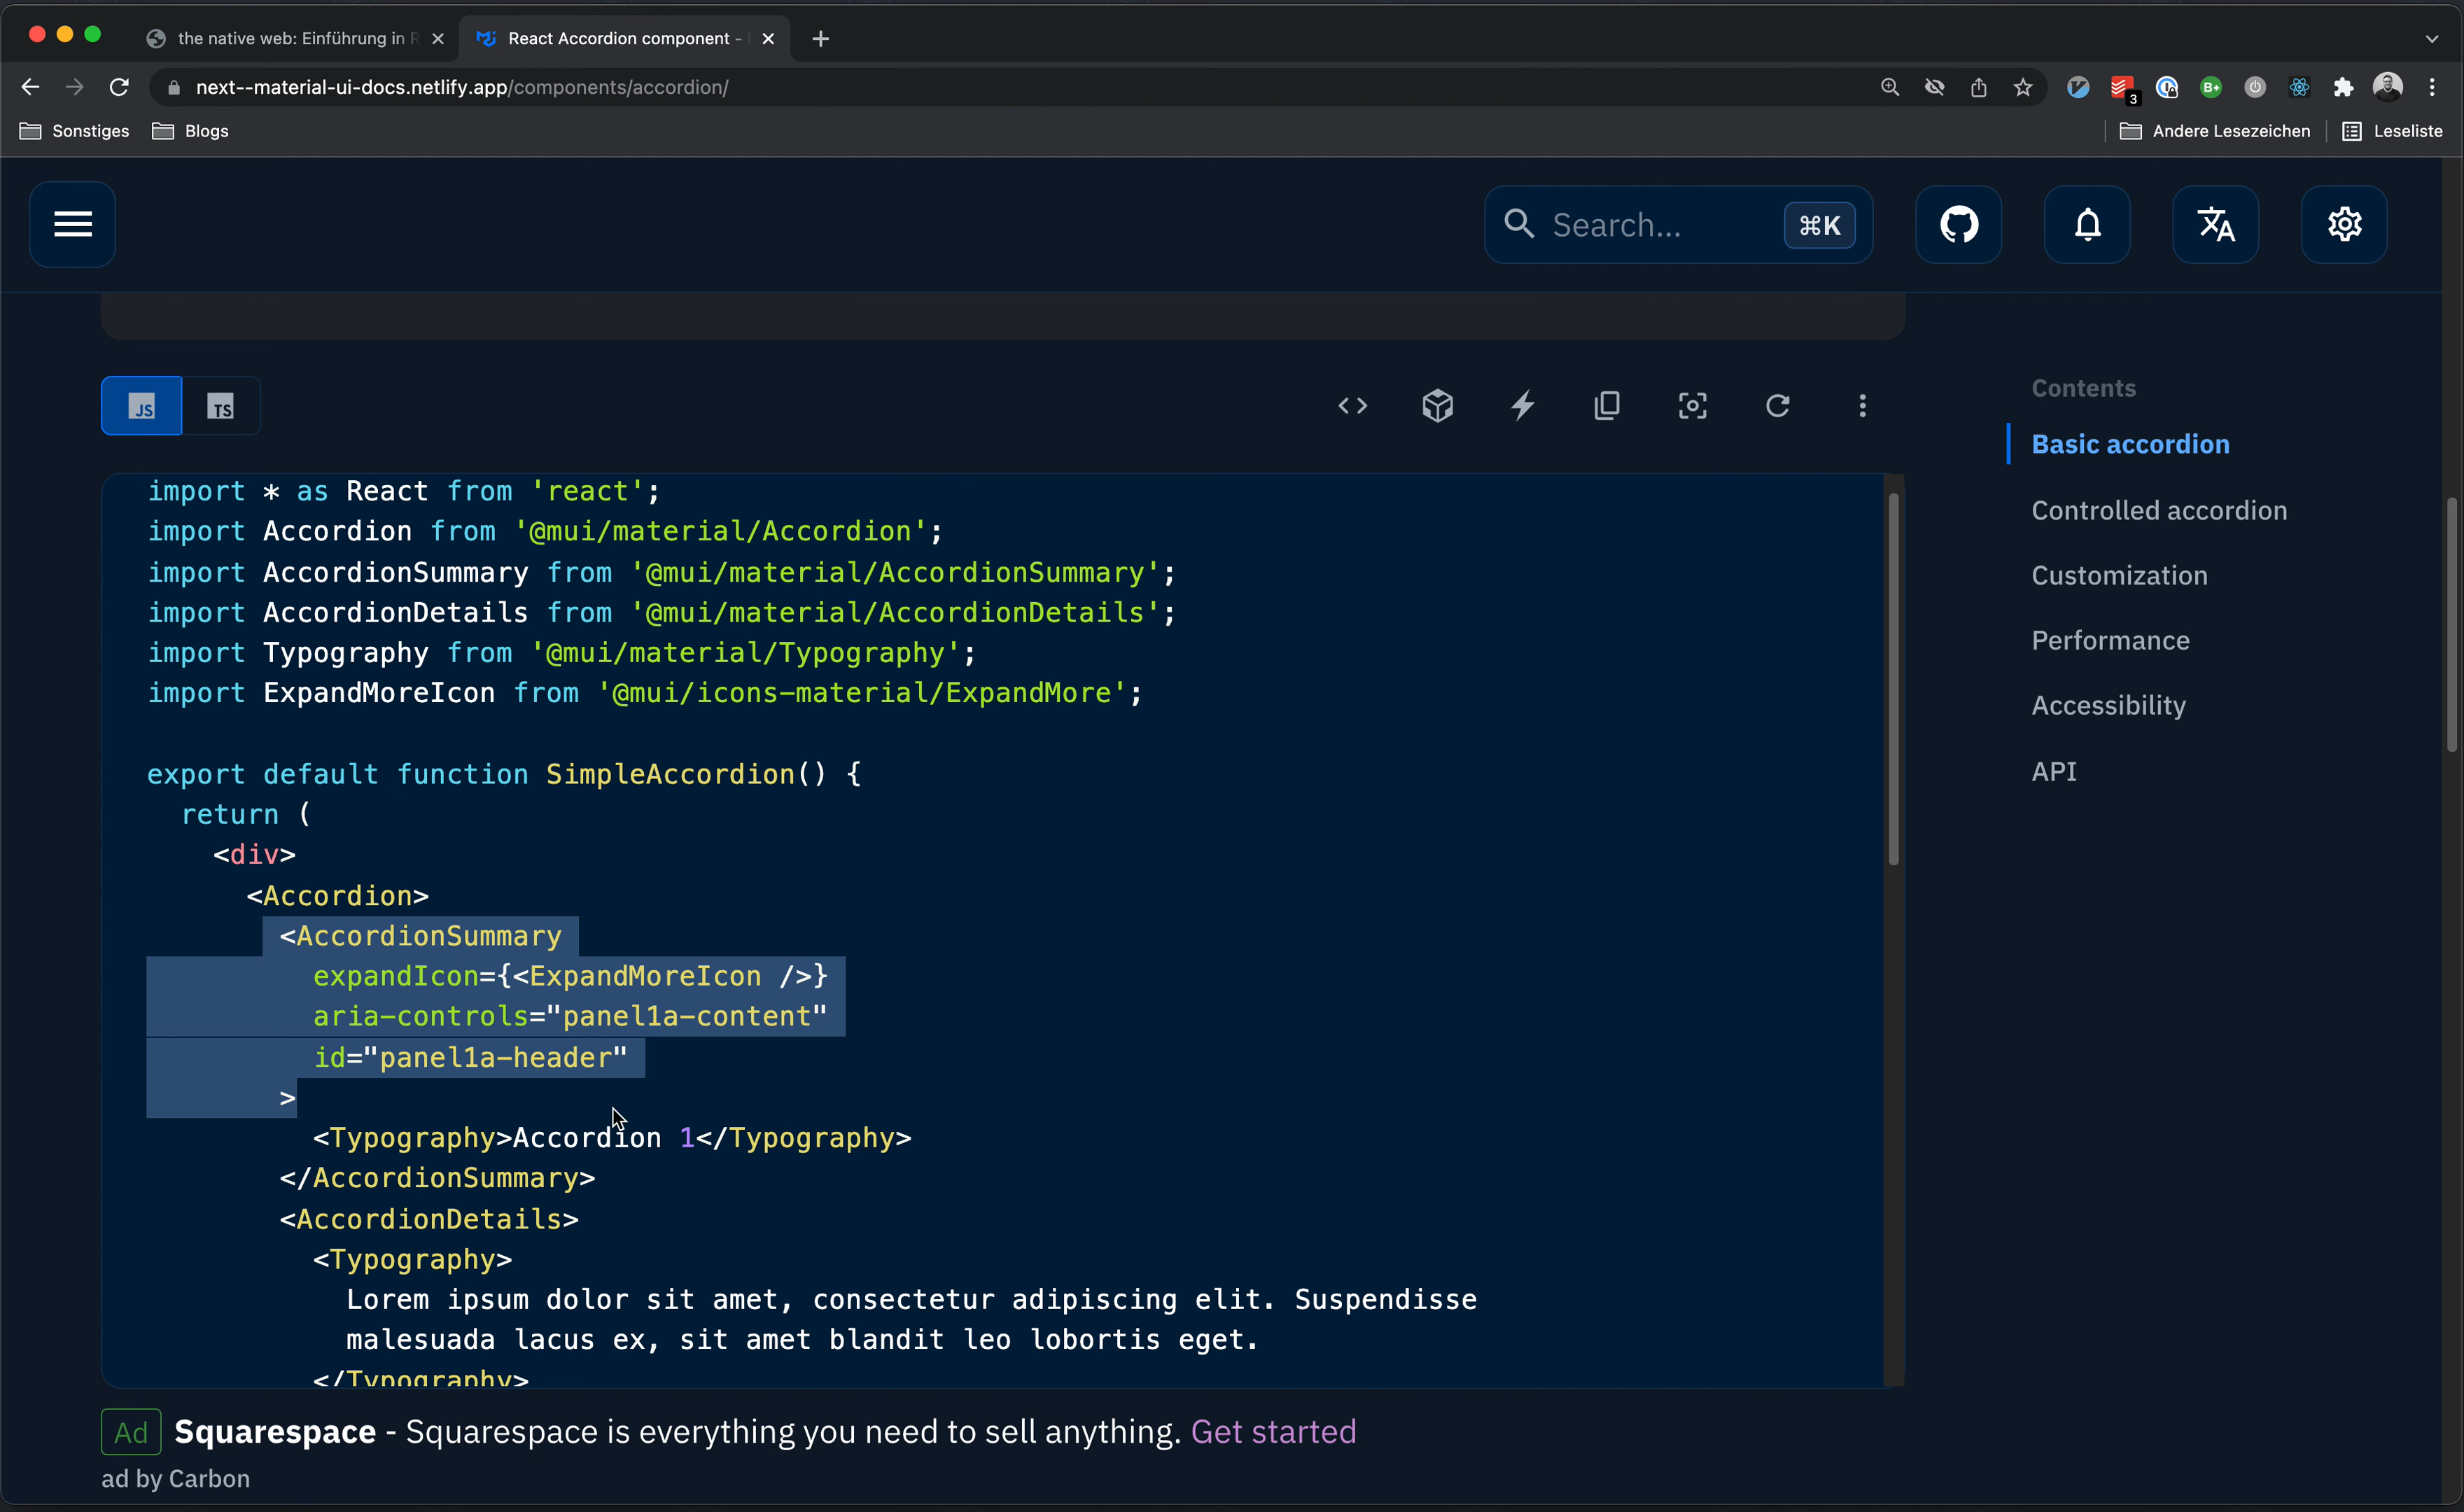 the native web: Einführung in
React Accordion component -
next--material-ui-docs.netlify.app/components/accordion/
3
B+
Sonstiges
Blogs
Andere Lesezeichen
Leseliste
Search...
⌘K
JS
TS
import * as React from 'react';
import Accordion from '@mui/material/Accordion';
import AccordionSummary from '@mui/material/AccordionSummary';
import AccordionDetails from '@mui/material/AccordionDetails';
import Typography from '@mui/material/Typography';
import ExpandMoreIcon from '@mui/icons-material/ExpandMore';
export default function SimpleAccordion() {
return (
<div>
<Accordion>
<AccordionSummary
expandIcon={<ExpandMoreIcon />}
aria-controls="panel1a-content"
id="panel1a-header"
>
<Typography>Accordion 1</Typography>
</AccordionSummary>
<AccordionDetails>
<Typography>
Lorem ipsum dolor sit amet, consectetur adipiscing elit. Suspendisse
malesuada lacus ex, sit amet blandit leo lobortis eget.
</Typography>
Contents
Basic accordion
Controlled accordion
Customization
Performance
Accessibility
API
Ad Squarespace - Squarespace is everything you need to sell anything. Get started
ad by Carbon